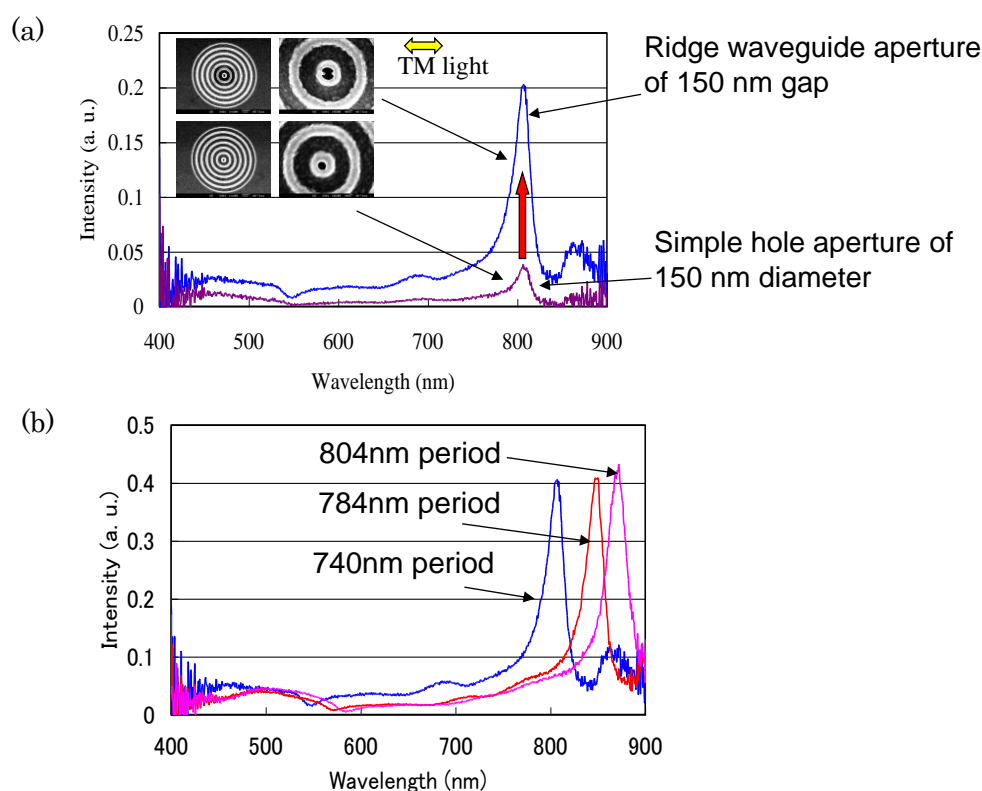 (a)
0.25
0.2
0.15
0.1
0.05
0
Intensity (a. u.)
TM light
Ridge waveguide aperture
of 150 nm gap
Simple hole aperture of
150 nm diameter
400 500 600 700 800 900
Wavelength (nm)
(b)
0.5
0.4
0.3
0.2
0.1
0
Intensity (a. u.)
804nm period
784nm period
740nm period
400 500 600 700 800 900
Wavelength (nm)